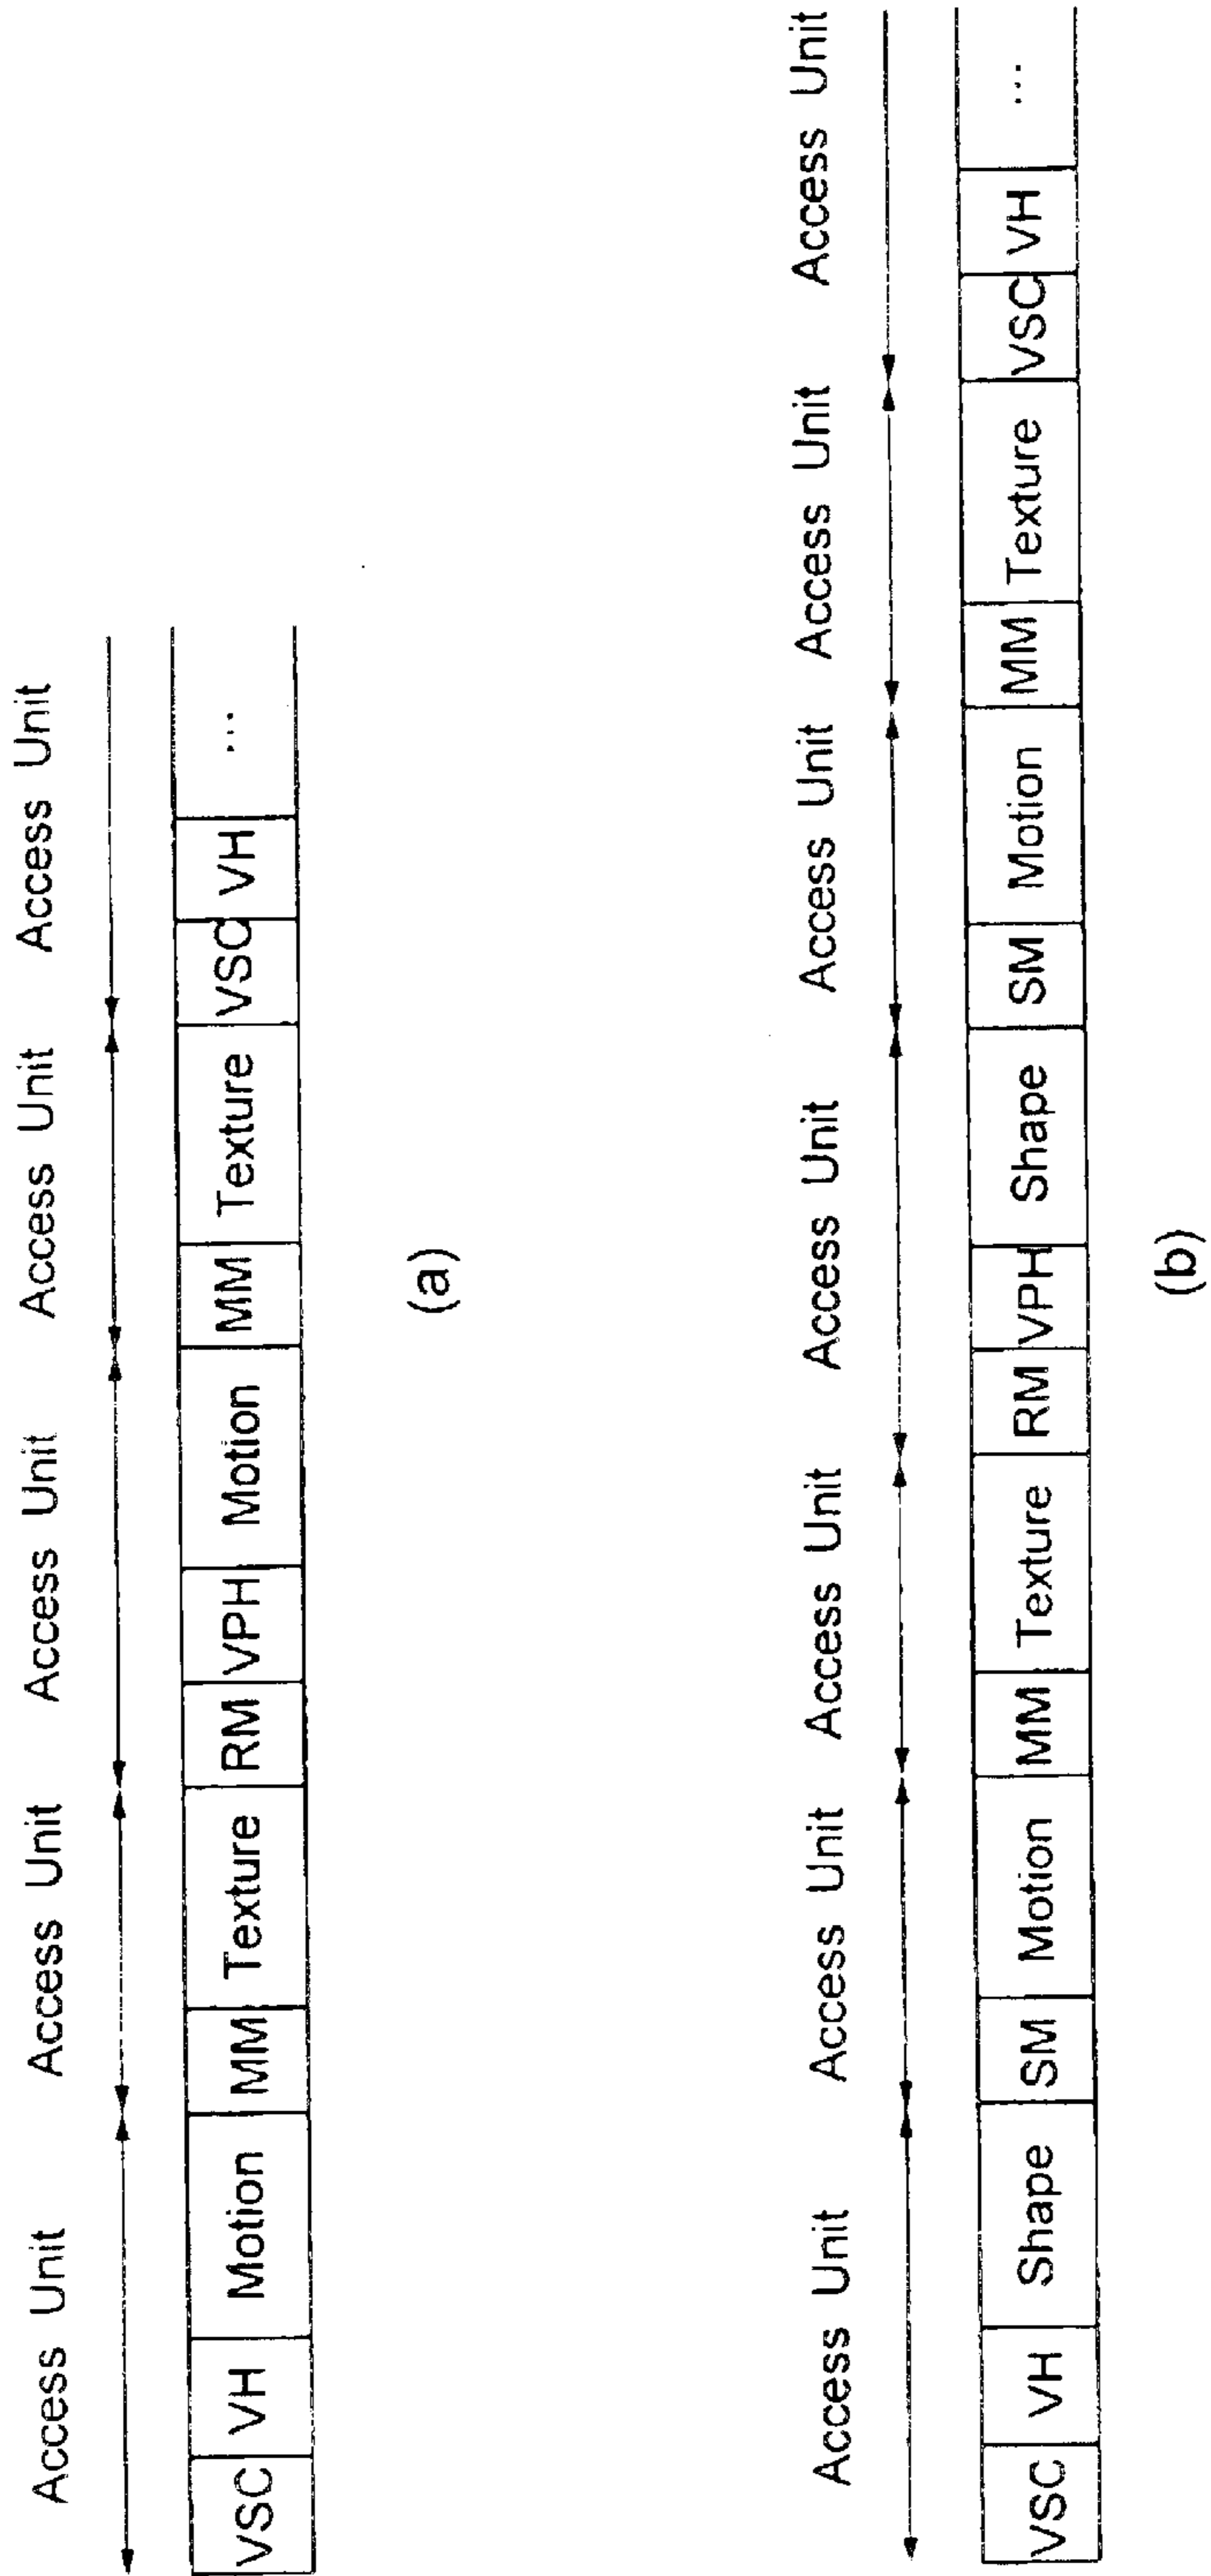 Access Unit Access Unit Access Unit Access Unit Access Unit
VSC VH Motion MM Texture RM VPH Motion MM Texture VSC VH ...
(a)
Access Unit Access Unit Access Unit Access Unit Access Unit Access Unit Access Unit
VSC VH Shape SM Motion MM Texture RM VPH Shape SM Motion MM Texture VSC VH ...
(b)